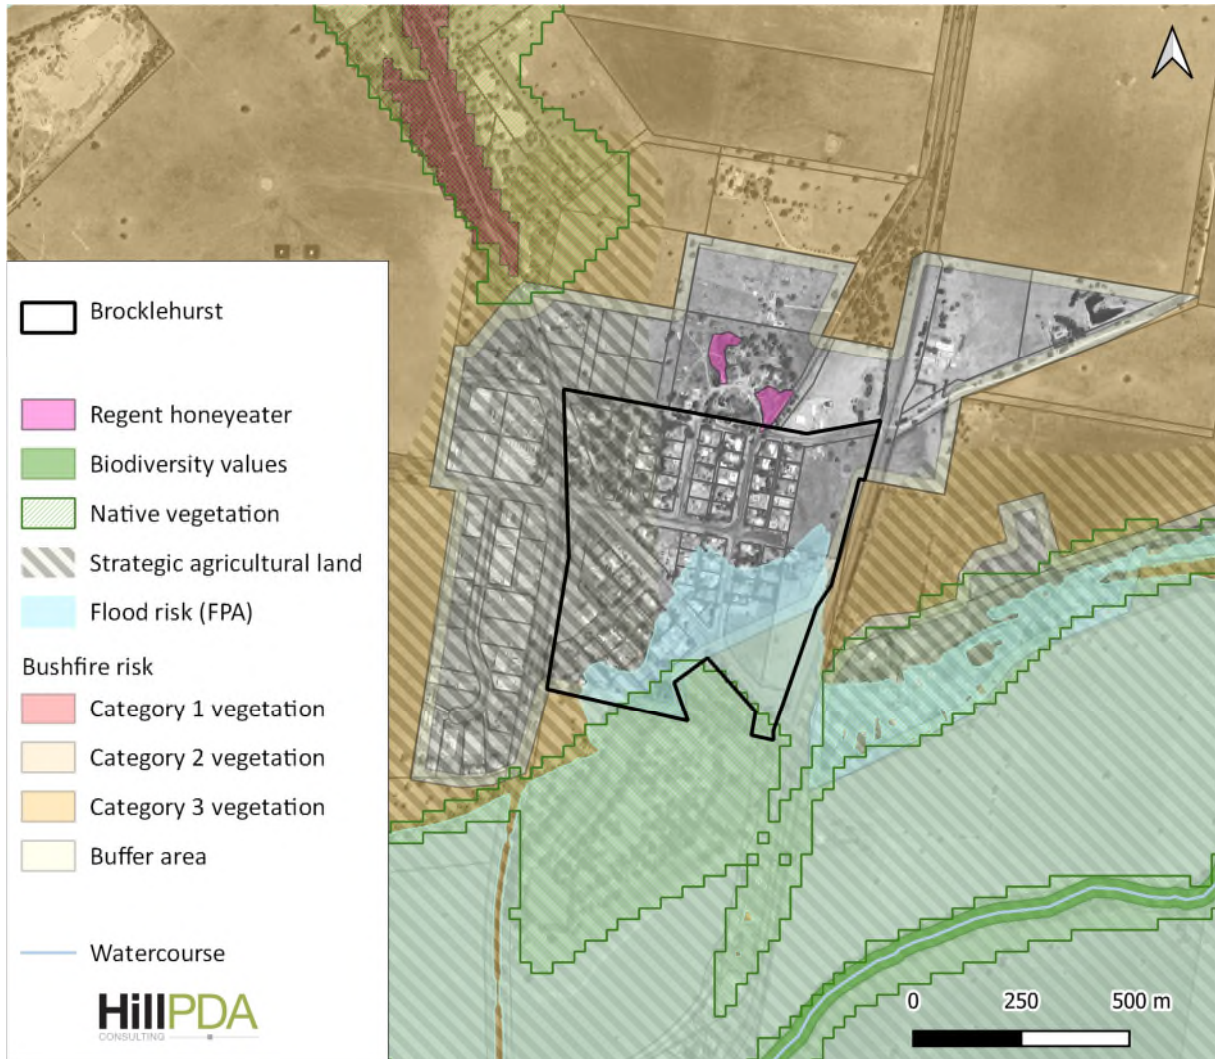 Brocklehurst
Regent honeyeater
Biodiversity values
Native vegetation
Strategic agricultural land
Flood risk (FPA)
Bushfire risk
Category 1 vegetation
Category 2 vegetation
Category 3 vegetation
Buffer area
Watercourse
HillPDA
CONSULTING
0 250 500 m